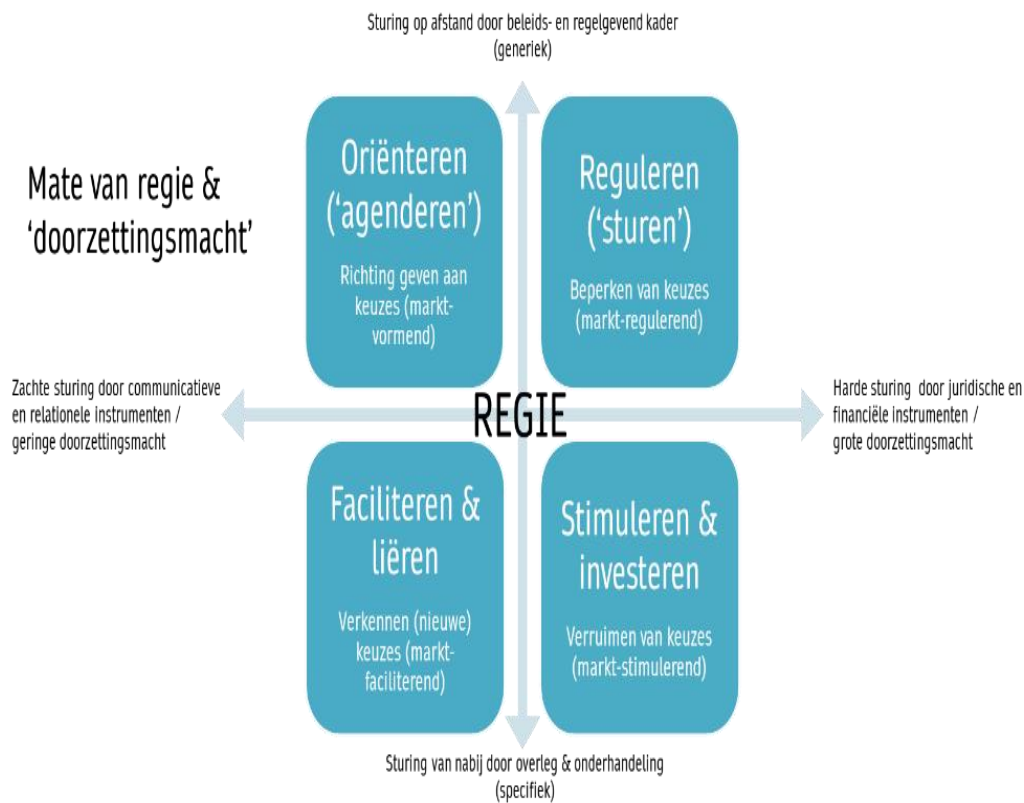 Sturing op afstand door beleids- en regelgevend kader
(generiek)
Mate van regie &
‘doorzettingsmacht’
Oriënteren
(‘agenderen’)
Richting geven aan
keuzes (markt-
vormend)
Reguleren
(‘sturen’)
Beperken van keuzes
(markt-regulerend)
Zachte sturing door communicatieve
en relationele instrumenten /
geringe doorzettingsmacht
REGIE
Harde sturing door juridische en
financiële instrumenten /
grote doorzettingsmacht
Faciliteren &
liëren
Verkennen (nieuwe)
keuzes (markt-
faciliterend)
Stimuleren &
investeren
Verruimen van keuzes
(markt-stimulerend)
Sturing van nabij door overleg & onderhandeling
(specifiek)